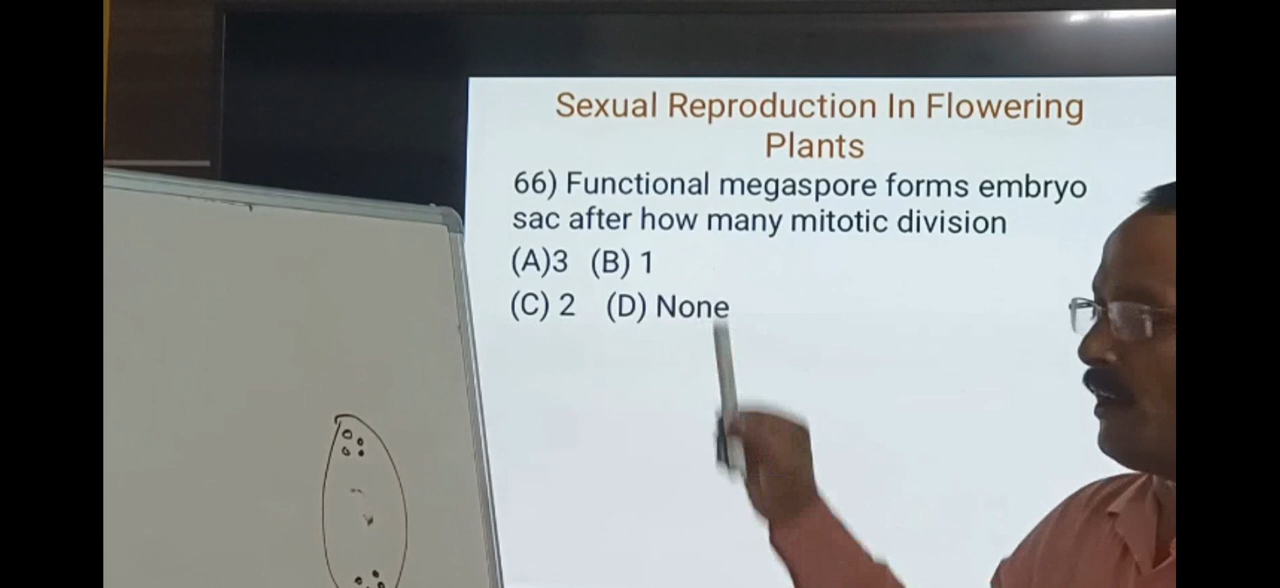 Sexual Reproduction In Flowering
Plants
66) Functional megaspore forms embryo
sac after how many mitotic division
(A)3 (B) 1
(C) 2 (D) None